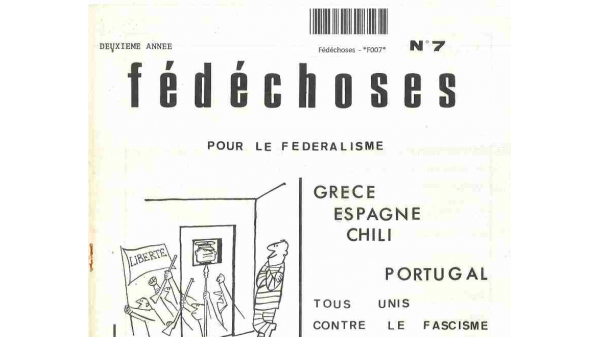 DEUXIEME ANNEE
Fédéchoses - *F007*
N°7
fédéchoses
POUR LE FEDERALISME
GRECE
ESPAGNE
CHILI
PORTUGAL
TOUS UNIS
CONTRE LE FASCISME
LIBERTE